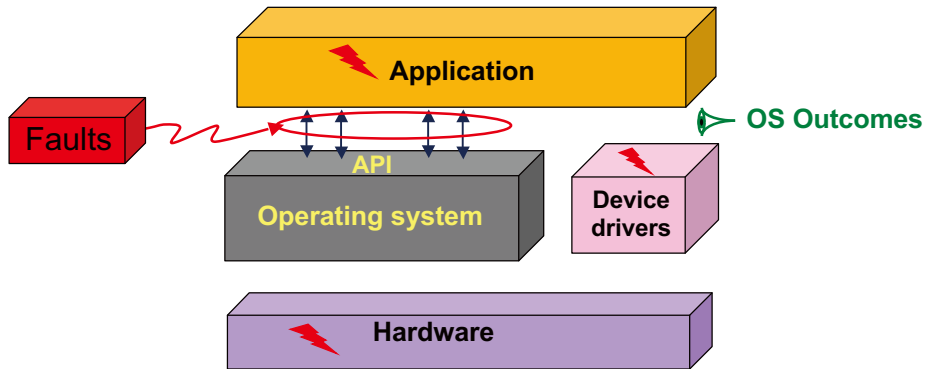 Application
Faults
OS Outcomes
API
Operating system
Device
drivers
Hardware